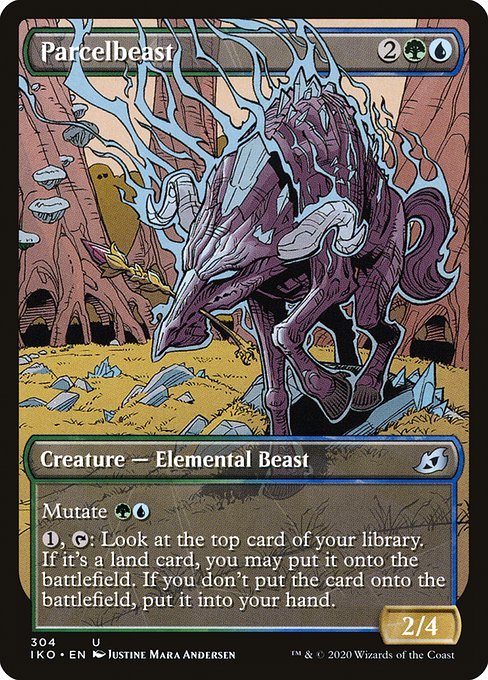 Parcelbeast 2
Creature — Elemental Beast
Mutate
1, T: Look at the top card of your library.
If it's a land card, you may put it onto the
battlefield. If you don't put the card onto the
battlefield, put it into your hand.
2/4
304 U
IKO • EN Justine Mara Andersen
™ & © 2020 Wizards of the Coast